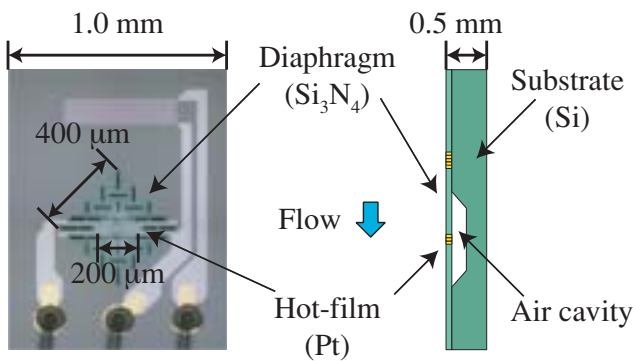 1.0 mm
0.5 mm
Diaphragm
(Si₃N₄)
Substrate
(Si)
400 μm
Flow
200 μm
Hot-film
(Pt)
Air cavity